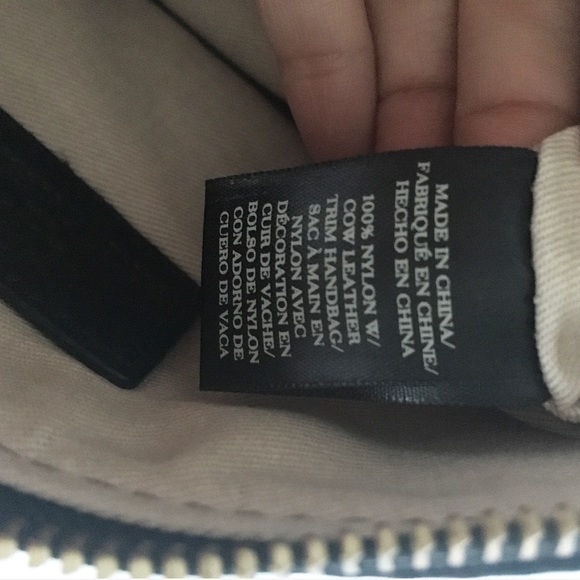 MADE IN CHINA/
FABRIQUÉ EN CHINE/
HECHO EN CHINA
100% NYLON W/
COW LEATHER
TRIM HANDBAG/
SAC À MAIN EN
NYLON AVEC
DÉCORATION EN
CUIR DE VACHE/
BOLSO DE NYLON
CON ADORNO DE
CUERO DE VACA